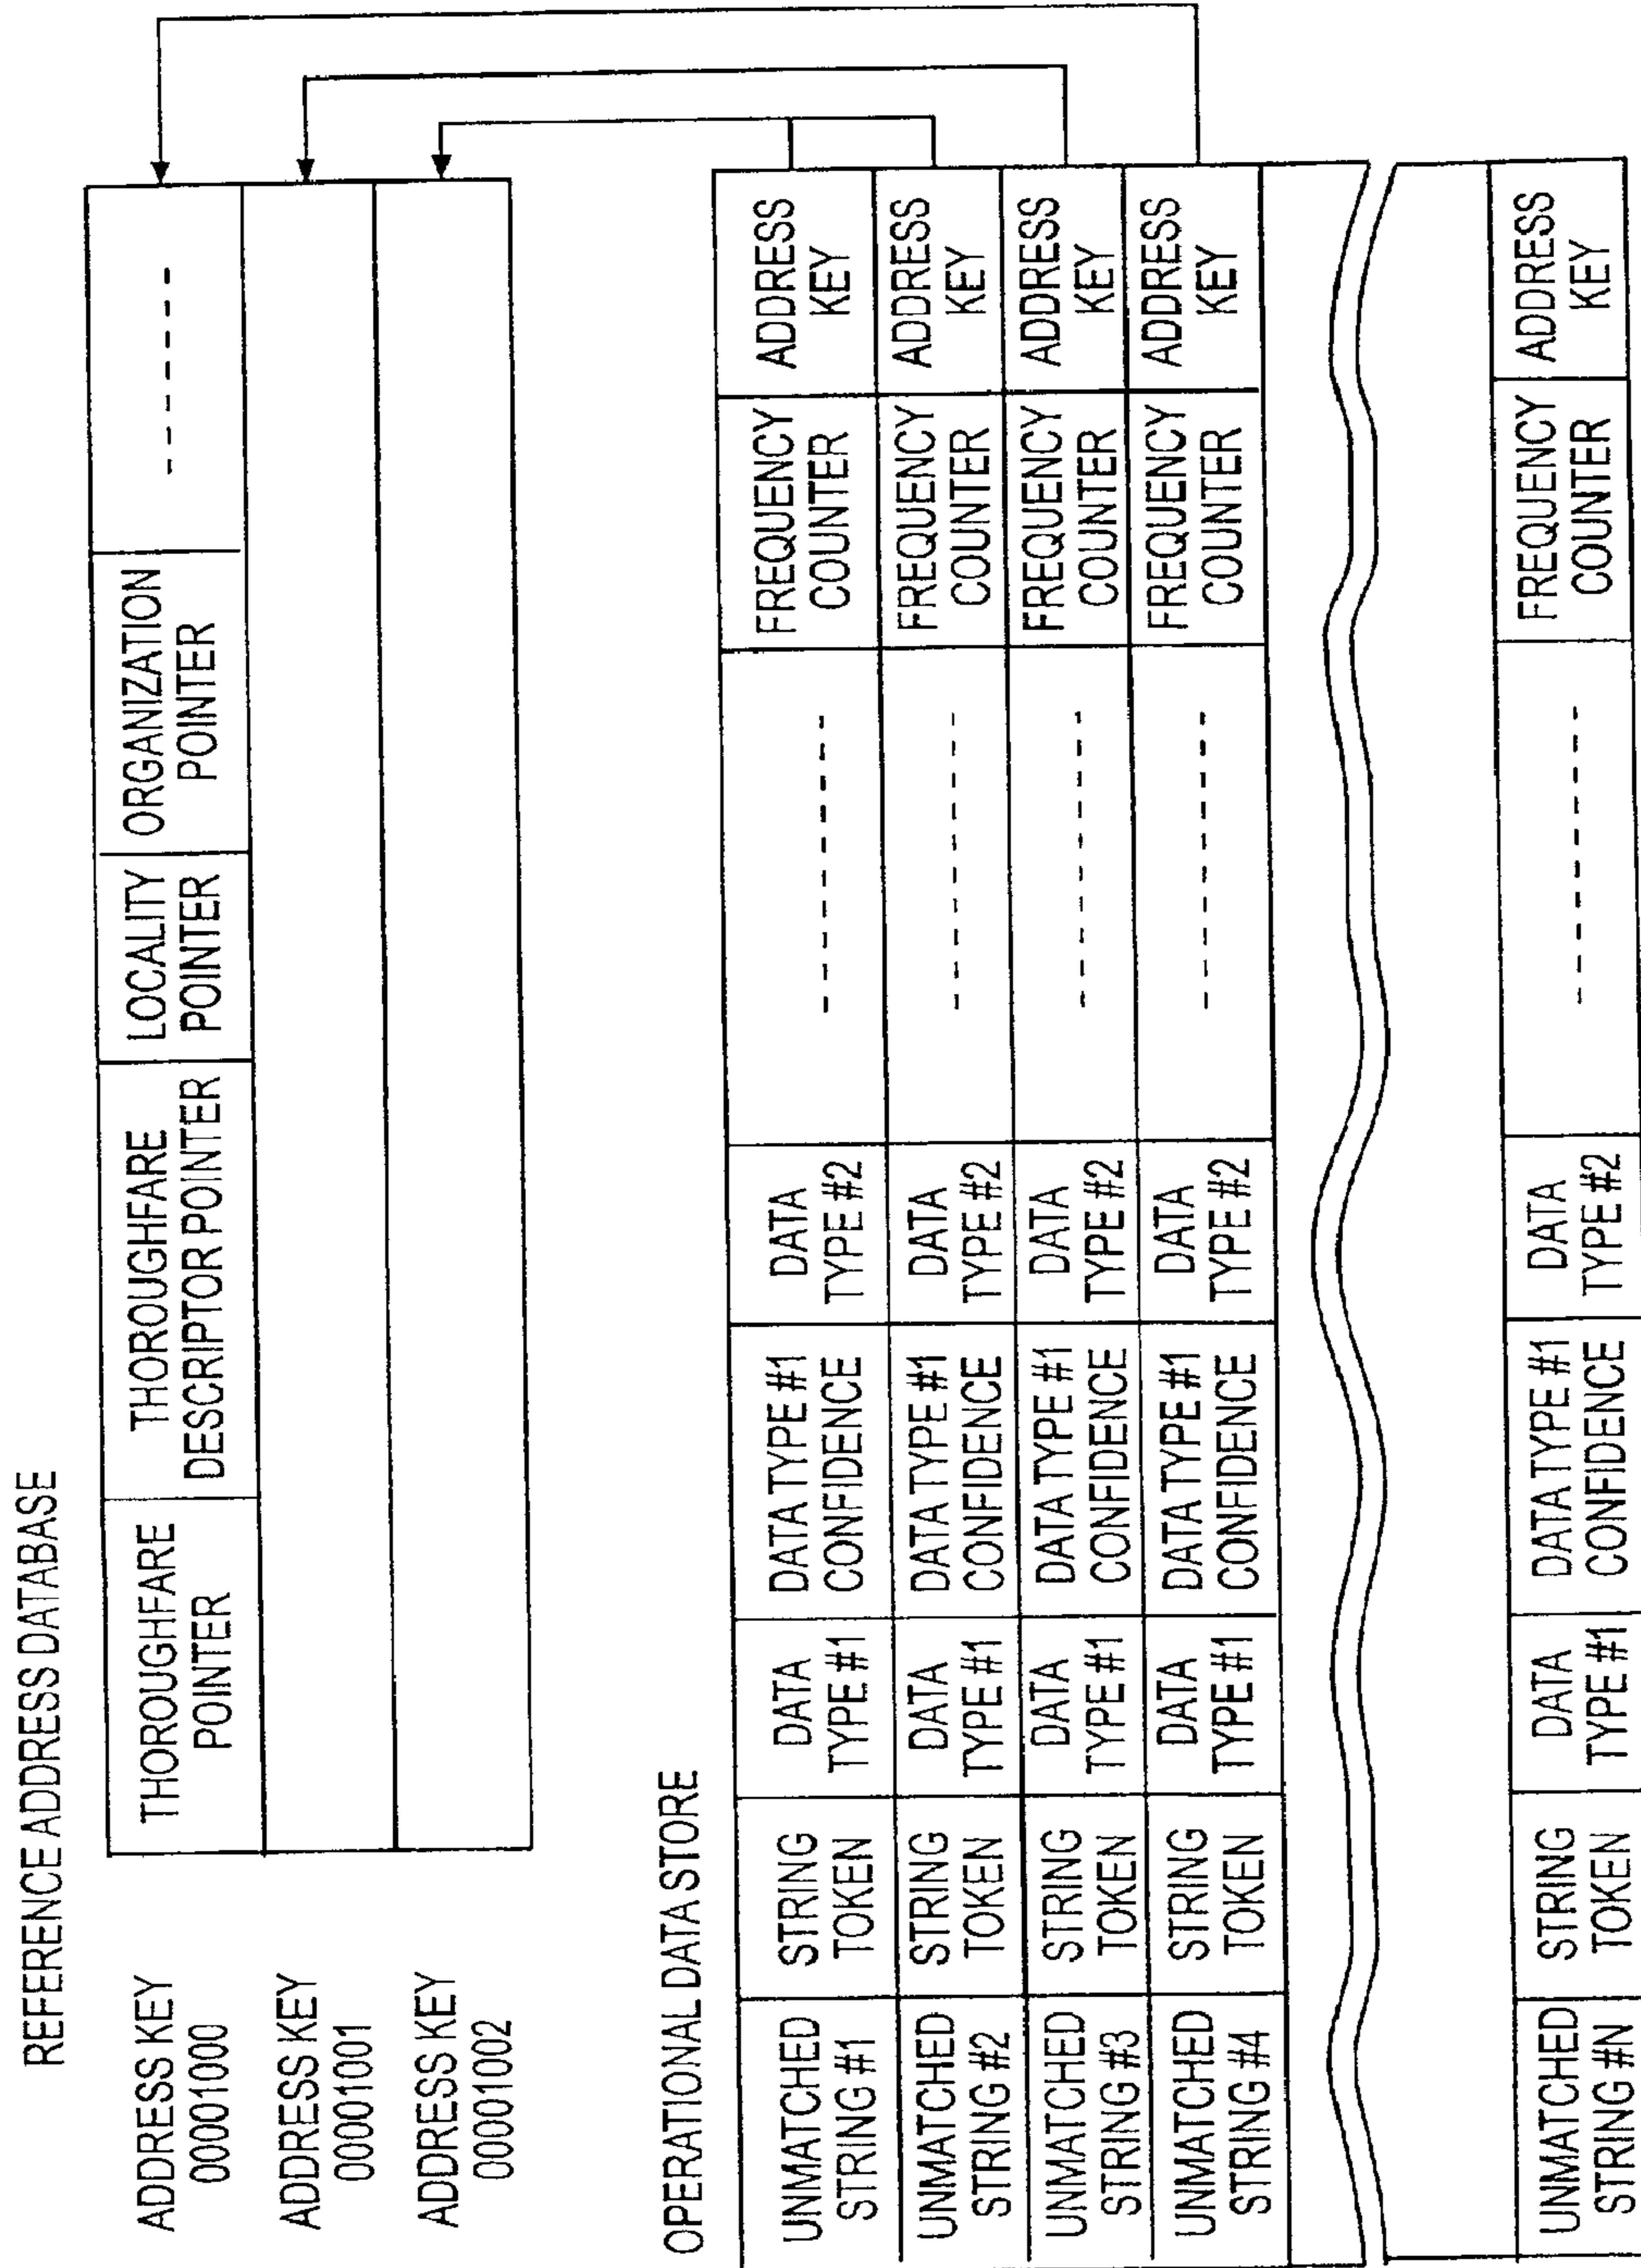 REFERENCE ADDRESS DATABASE
ADDRESS KEY
00001000
THOROUGHFARE
POINTER
THOROUGHFARE
DESCRIPTOR POINTER
LOCALITY
POINTER
ORGANIZATION
POINTER
ADDRESS KEY
00001001
ADDRESS KEY
00001002
OPERATIONAL DATA STORE
UNMATCHED
STRING #1
STRING
TOKEN
DATA
TYPE #1
DATA TYPE #1
CONFIDENCE
DATA
TYPE #2
FREQUENCY
COUNTER
ADDRESS
KEY
UNMATCHED
STRING #2
STRING
TOKEN
DATA
TYPE #1
DATA TYPE #1
CONFIDENCE
DATA
TYPE #2
FREQUENCY
COUNTER
ADDRESS
KEY
UNMATCHED
STRING #3
STRING
TOKEN
DATA
TYPE #1
DATA TYPE #1
CONFIDENCE
DATA
TYPE #2
FREQUENCY
COUNTER
ADDRESS
KEY
UNMATCHED
STRING #4
STRING
TOKEN
DATA
TYPE #1
DATA TYPE #1
CONFIDENCE
DATA
TYPE #2
FREQUENCY
COUNTER
ADDRESS
KEY
UNMATCHED
STRING #N
STRING
TOKEN
DATA
TYPE #1
DATA TYPE #1
CONFIDENCE
DATA
TYPE #2
FREQUENCY
COUNTER
ADDRESS
KEY